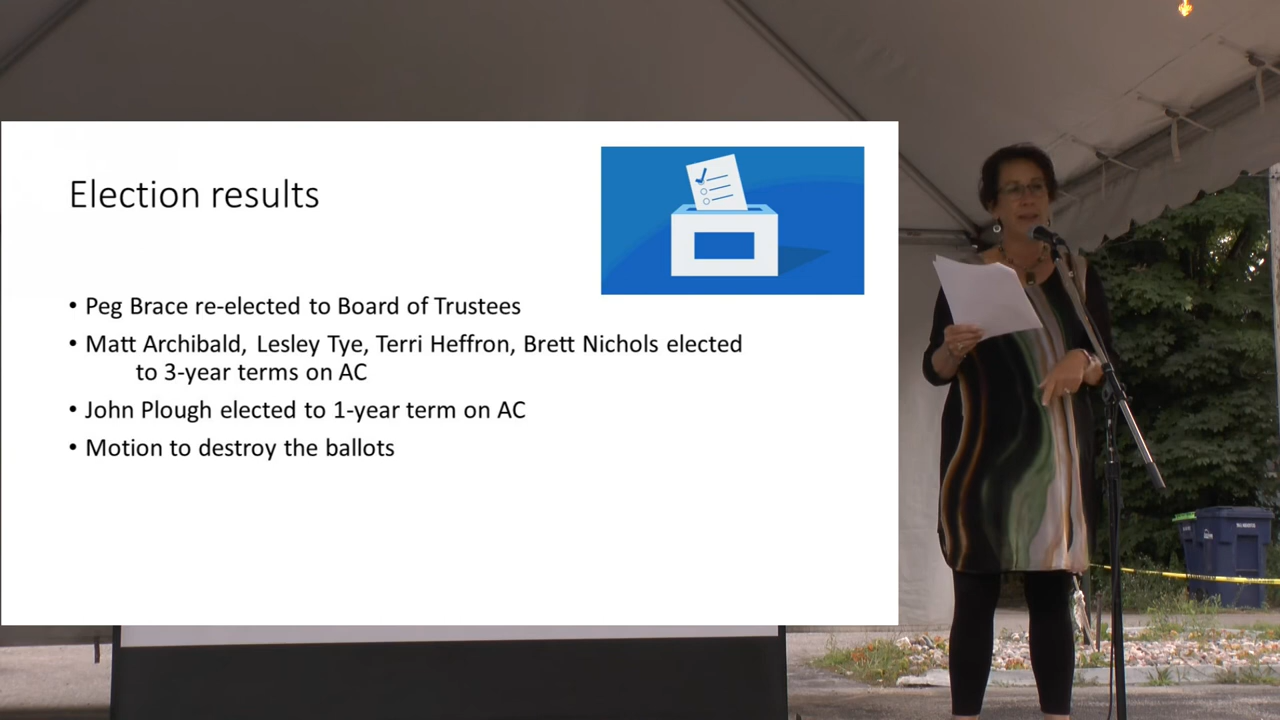 Election results
• Peg Brace re-elected to Board of Trustees
• Matt Archibald, Lesley Tye, Terri Heffron, Brett Nichols elected
to 3-year terms on AC
• John Plough elected to 1-year term on AC
• Motion to destroy the ballots